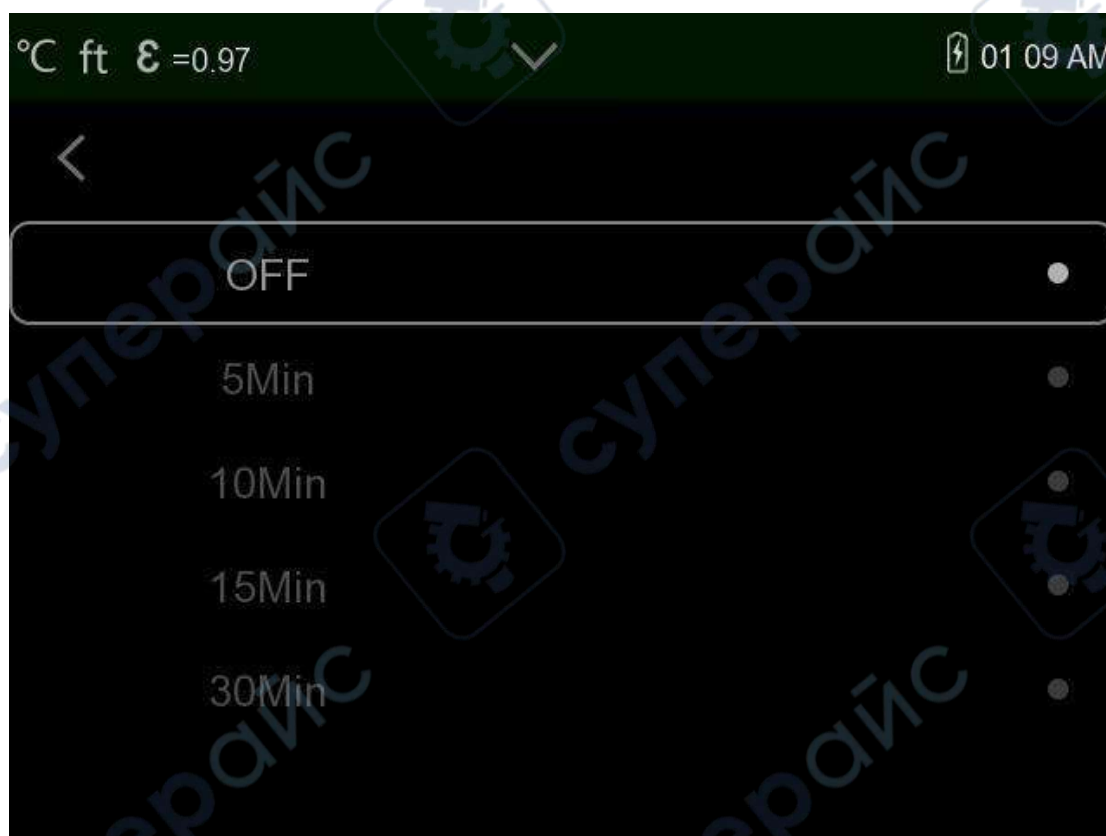 °C ft ε =0.97 01 09 AM
OFF
5Min
10Min
15Min
30Min
суперайс
суперайс
суперайс
суперайс